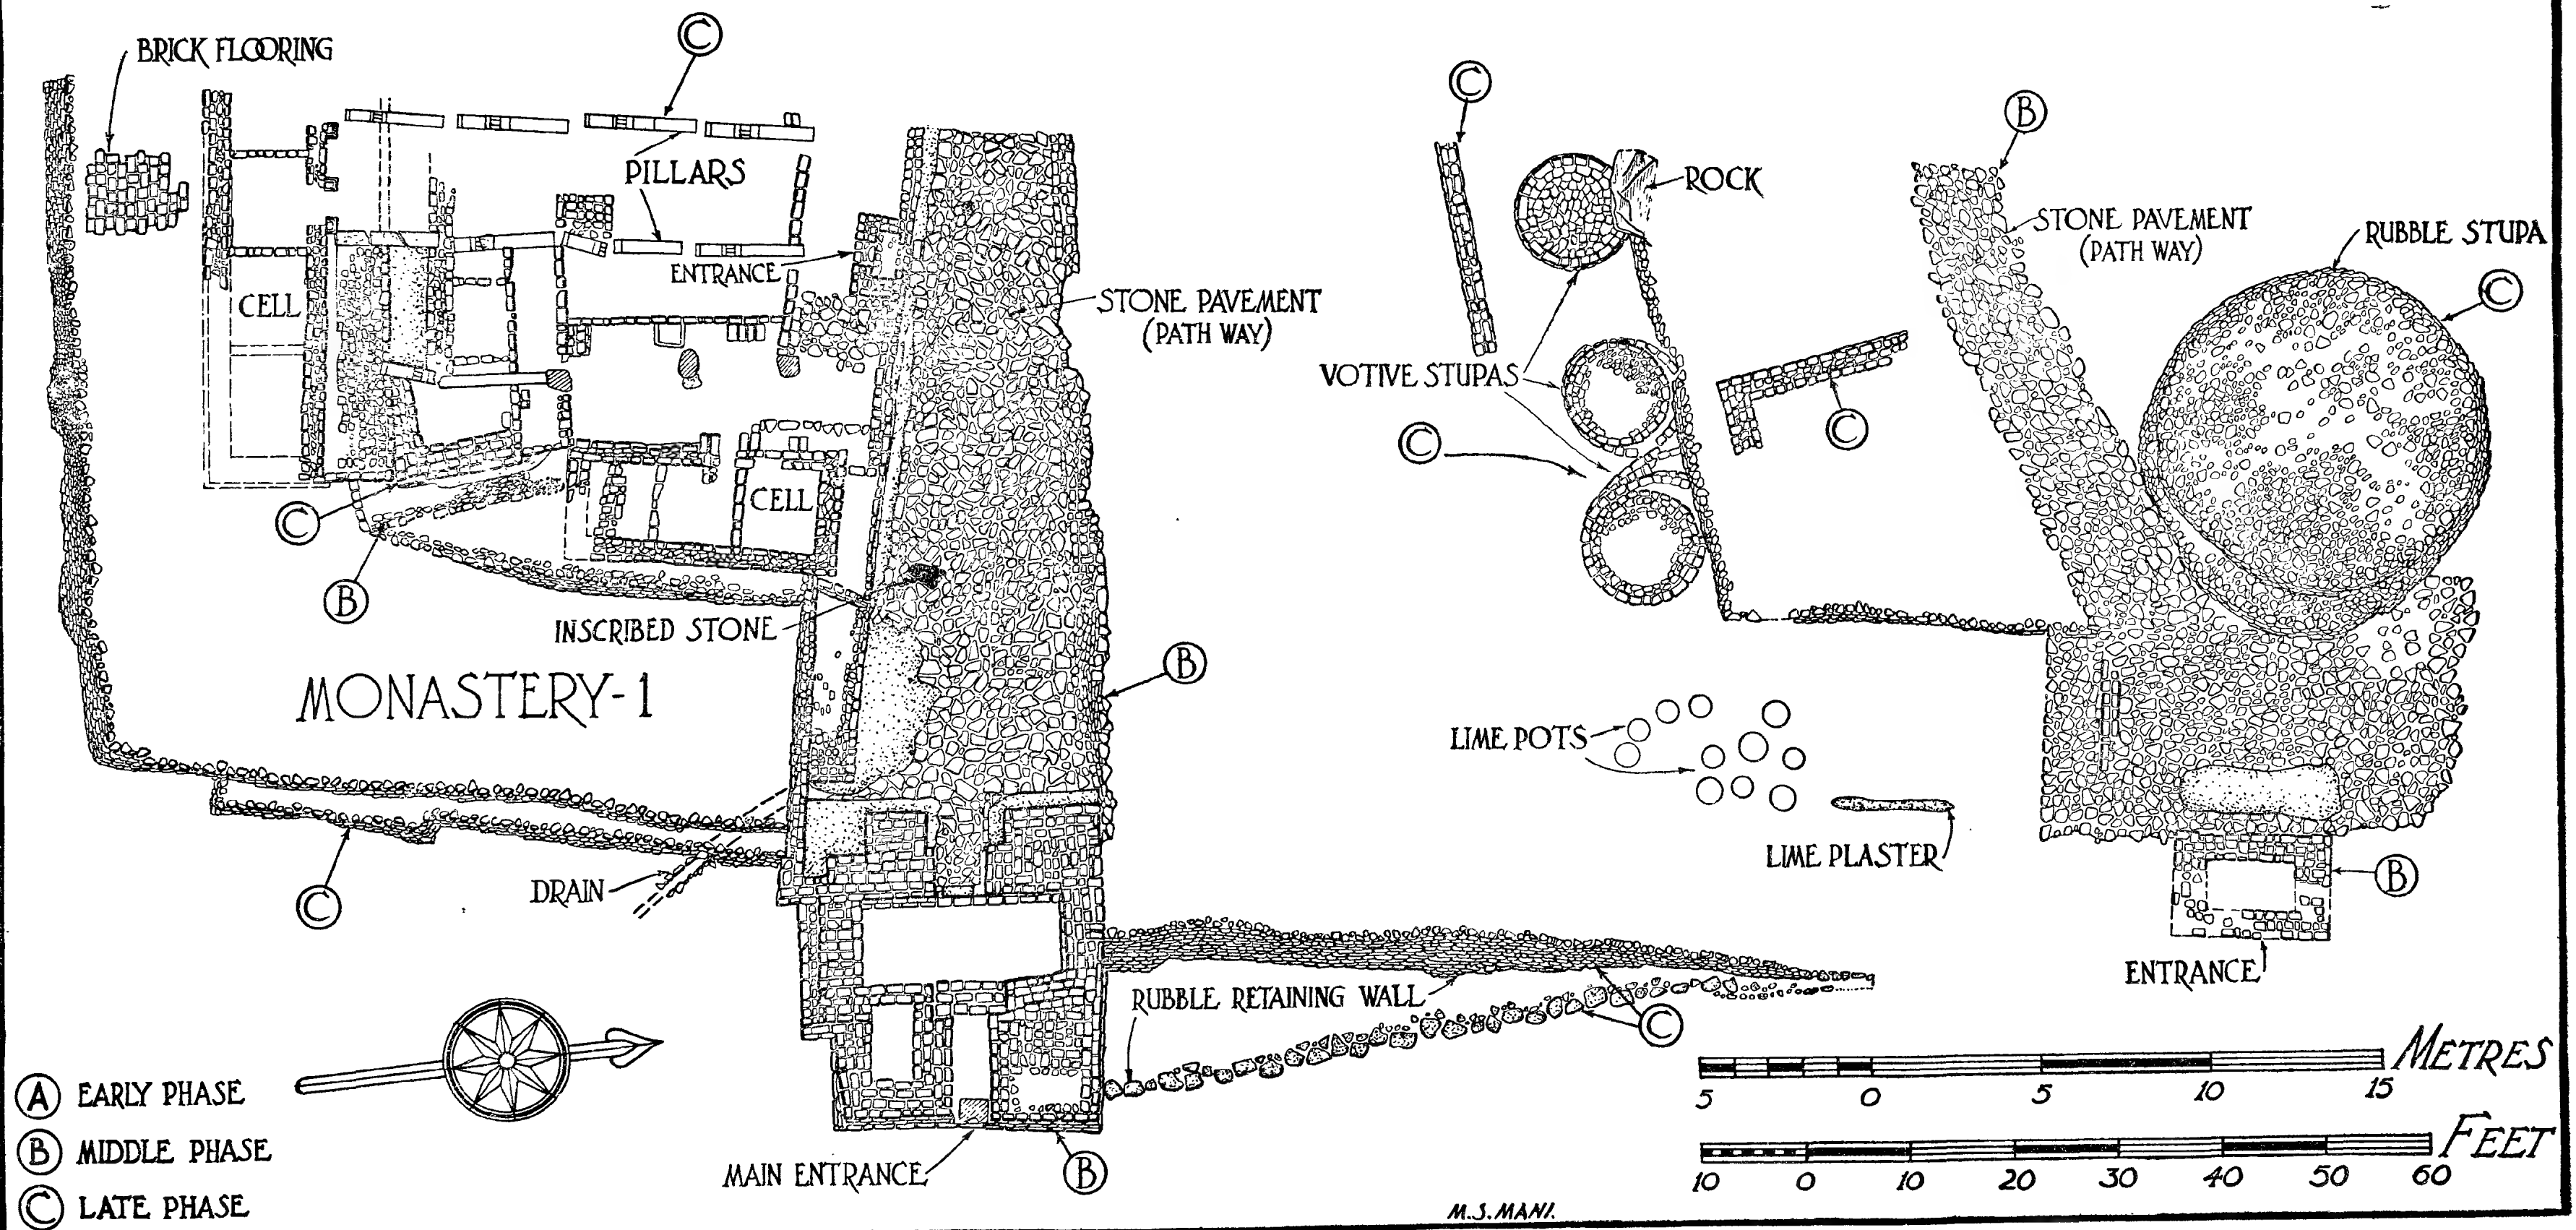 BRICK FLOORING
C
C
B
PILLARS
ROCK
STONE PAVEMENT
(PATH WAY)
RUBBLE STUPA
C
ENTRANCE
CELL
STONE PAVEMENT
(PATH WAY)
VOTIVE STUPAS
C
C
CELL
C
B
INSCRIBED STONE
B
MONASTERY-1
LIME POTS
LIME PLASTER
DRAIN
C
B
ENTRANCE
RUBBLE RETAINING WALL
C
METRES
5 0 5 10 15
FEET
10 0 10 20 30 40 50 60
A EARLY PHASE
B MIDDLE PHASE
C LATE PHASE
MAIN ENTRANCE
B
M.S.MANI.